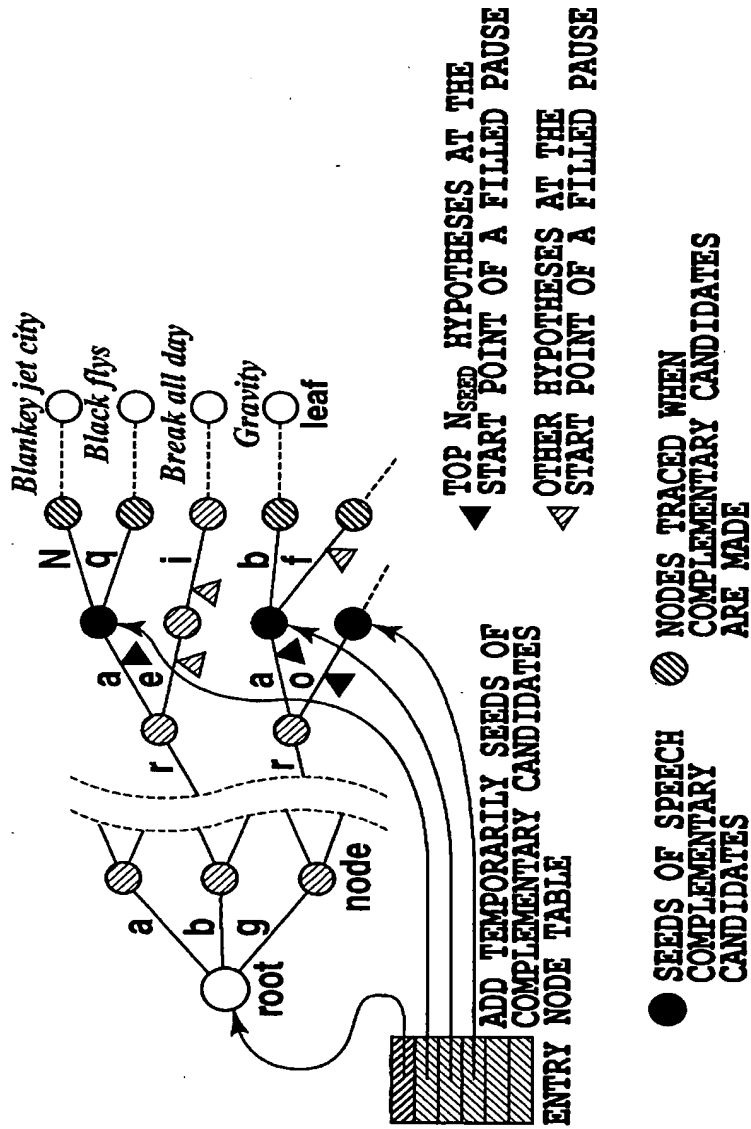 Blankey jet city
Black flys
Break all day
Gravity
leaf
N
q
i
b
f
a
e
a
o
r
r
a
b
g
node
root
ADD TEMPORARILY SEEDS OF
COMPLEMENTARY CANDIDATES
ENTRY NODE TABLE
TOP NSEED HYPOTHESES AT THE
START POINT OF A FILLED PAUSE
OTHER HYPOTHESES AT THE
START POINT OF A FILLED PAUSE
SEEDS OF SPEECH
COMPLEMENTARY
CANDIDATES
NODES TRACED WHEN
COMPLEMENTARY CANDIDATES
ARE MADE